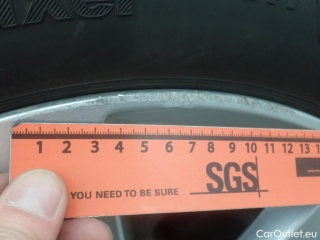 1 2 3 4 5 6 7 8 9 10 11 12 13
SGS
YOU NEED TO BE SURE
CarOutlet.eu